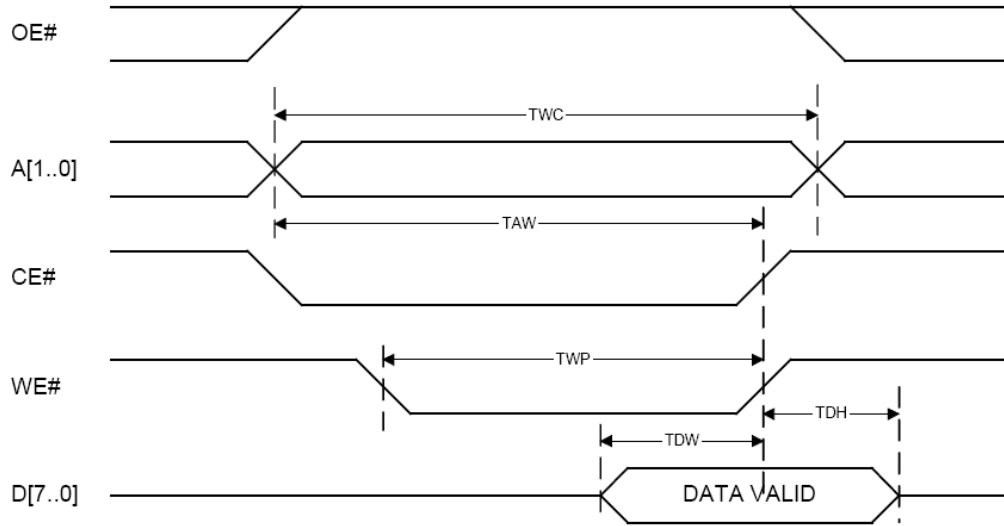 OE#
TWC
A[1..0]
TAW
CE#
TWP
WE#
TDH
TDW
D[7..0]
DATA VALID